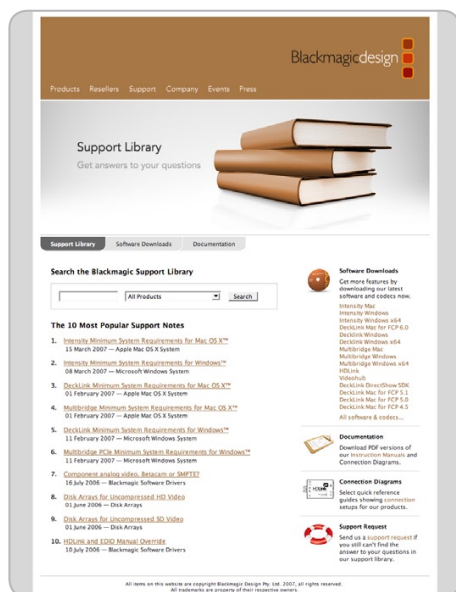 Blackmagicdesign
Products Resellers Support Company Events Press
Support Library
Get answers to your questions
Support Library Software Downloads Documentation
Search the Blackmagic Support Library
All Products Search
The 10 Most Popular Support Notes
1. Intensity Minimum System Requirements for Mac OS X™
15 March 2007 — Apple Mac OS X System
2. Intensity Minimum System Requirements for Windows™
08 March 2007 — Microsoft Windows System
3. DeckLink Minimum System Requirements for Mac OS X™
01 February 2007 — Apple Mac OS X System
4. Multibridge Minimum System Requirements for Mac OS X™
01 February 2007 — Apple Mac OS X System
5. DeckLink Minimum System Requirements for Windows™
11 February 2007 — Microsoft Windows System
6. Multibridge PCIe Minimum System Requirements for Windows™
11 February 2007 — Microsoft Windows System
7. Component analog video. Betacam or SMPTE?
16 July 2006 — Blackmagic Software Drivers
8. Disk Arrays for Uncompressed HD Video
01 June 2006 — Disk Arrays
9. Disk Arrays for Uncompressed SD Video
01 June 2006 — Disk Arrays
10. HDLink and EDID Manual Override
10 July 2006 — Blackmagic Software Drivers
Software Downloads
Get more features by
downloading our latest
software and codecs now.
Intensity Mac
Intensity Windows
Intensity Windows x64
DeckLink Mac for FCP 6.0
DeckLink Windows
Decklink Windows x64
Multibridge Mac
Multibridge Windows
Multibridge Windows x64
HDLink
Videohub
DeckLink DirectShow SDK
DeckLink Mac for FCP 5.1
DeckLink Mac for FCP 5.0
DeckLink Mac for FCP 4.5
All software & codecs...
Documentation
Download PDF versions of
our Instruction Manuals and
Connection Diagrams.
HDLink
Connection Diagrams
Select quick reference
guides showing connection
setups for our products.
Support Request
Send us a support request if
you still can't find the
answer to your questions in
our support library.
All items on this website are copyright Blackmagic Design Pty. Ltd. 2007, all rights reserved.
All trademarks are property of their respective owners